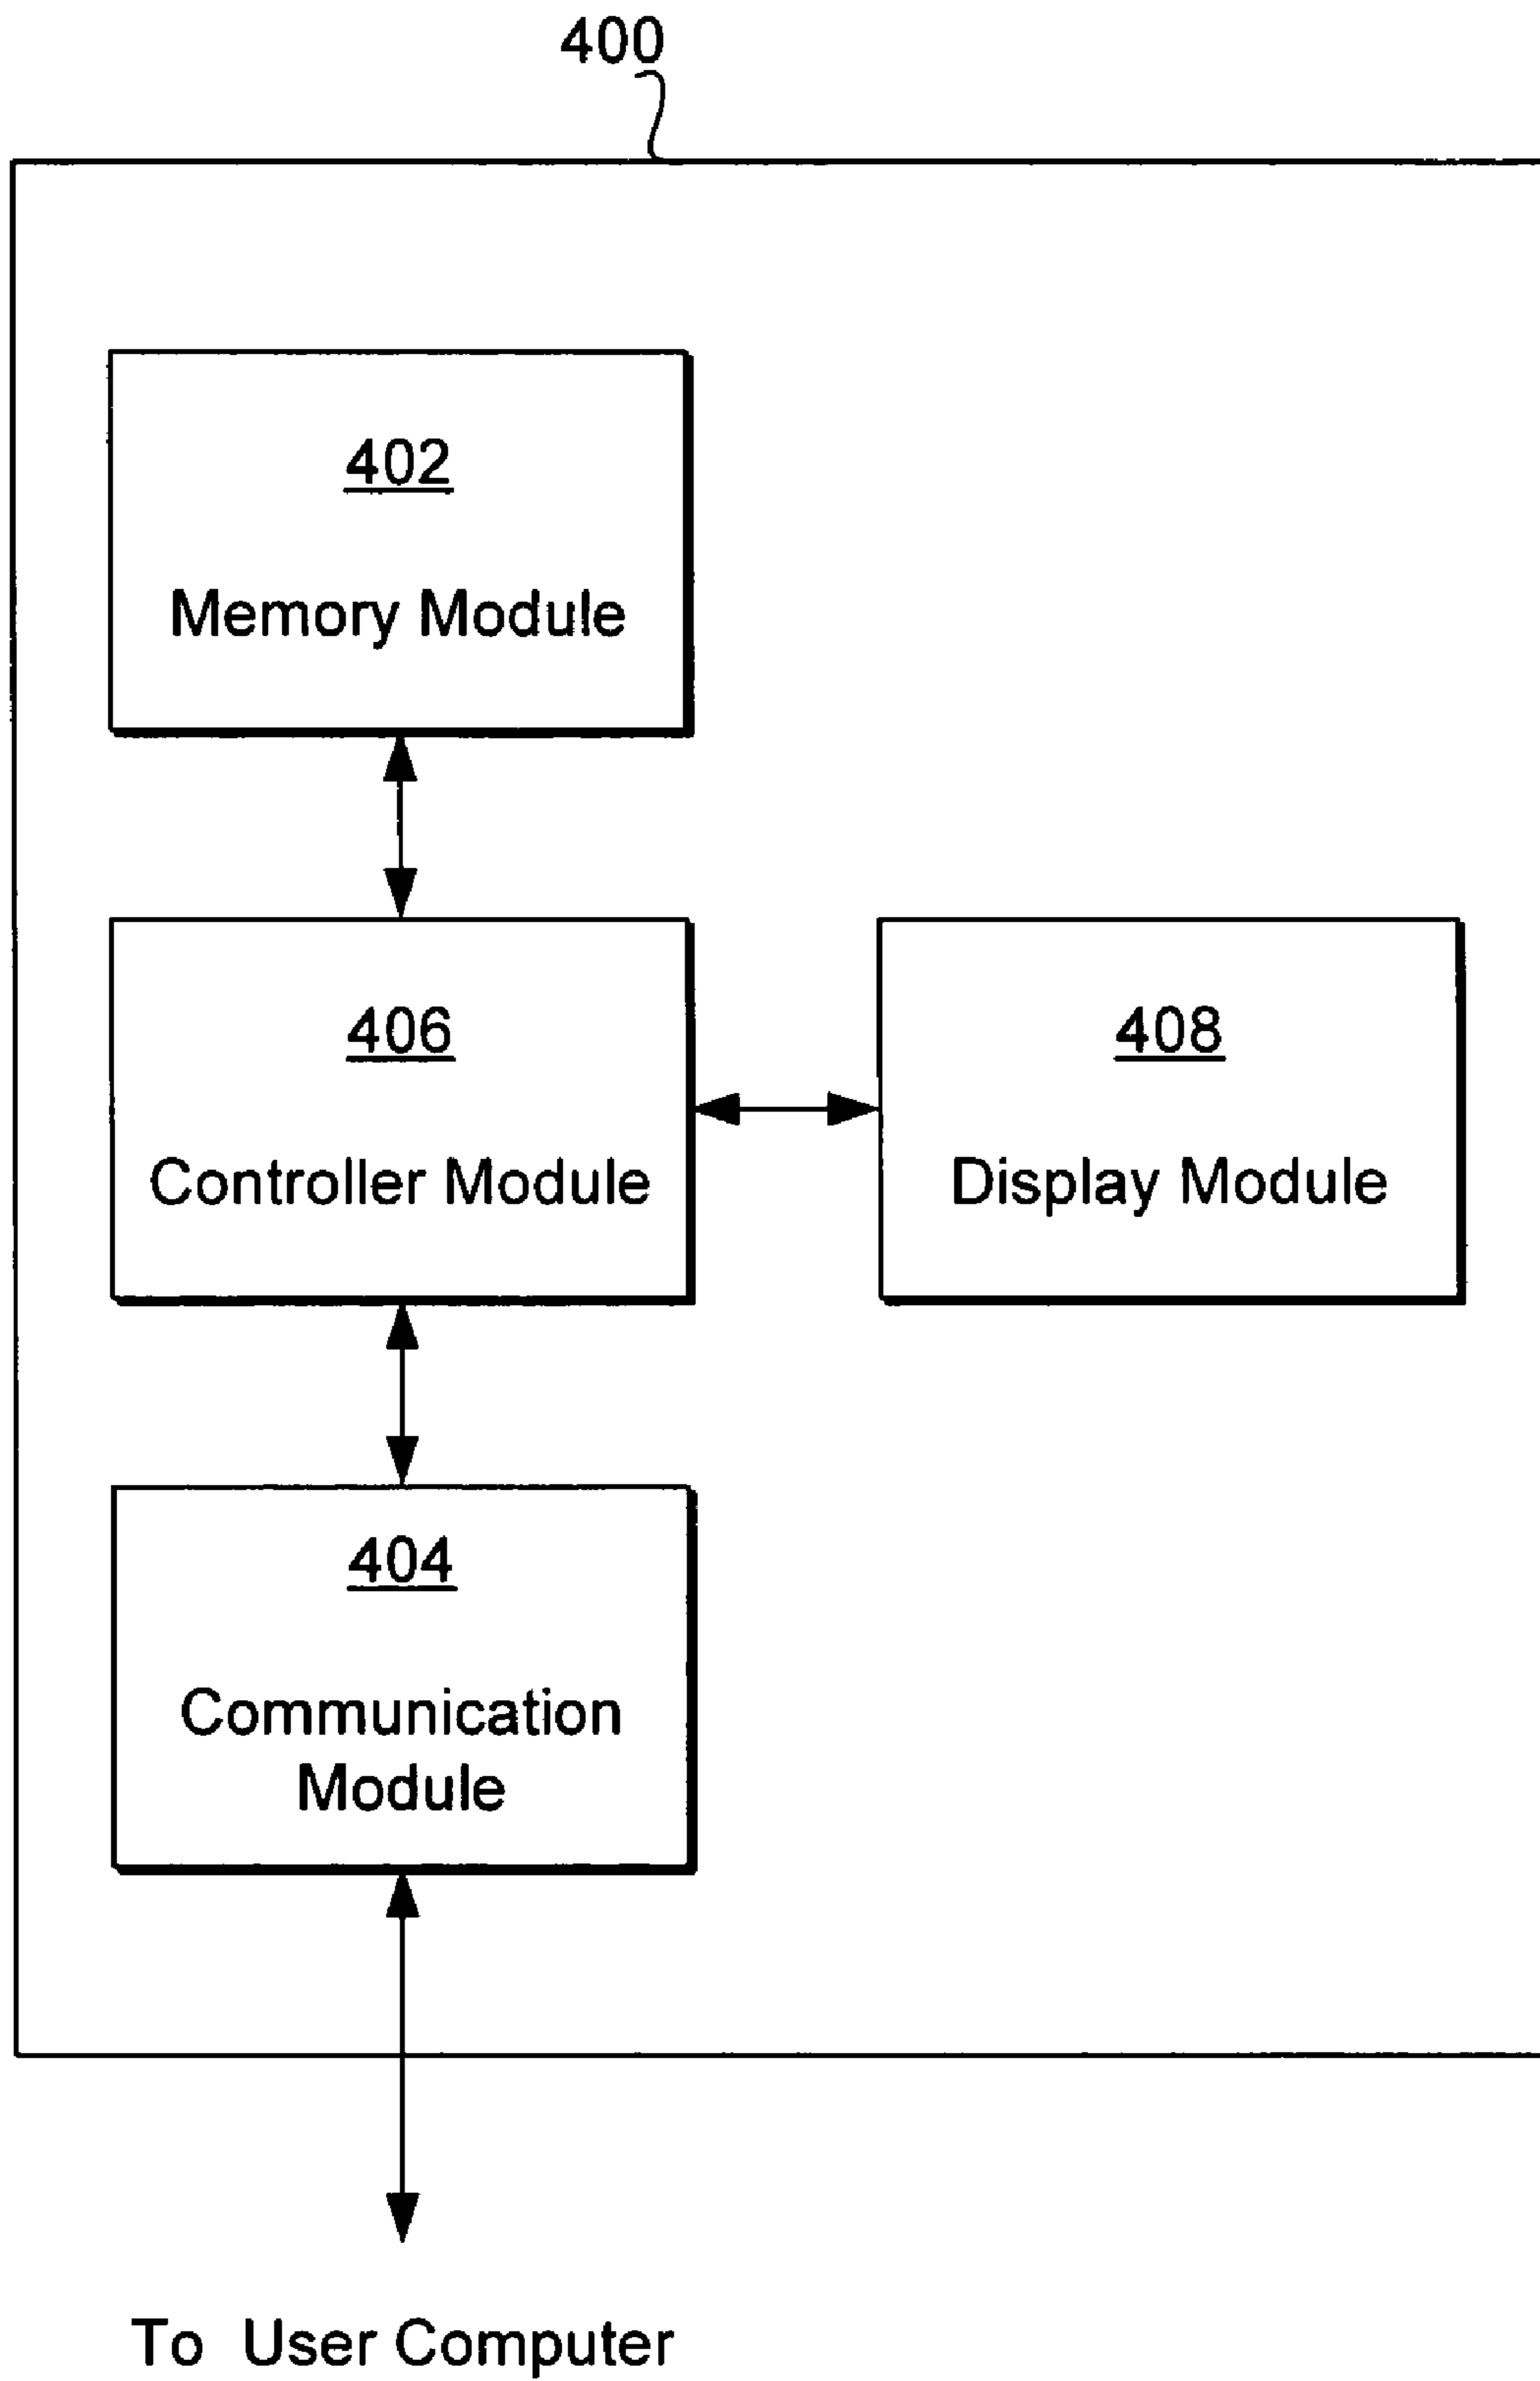 400
402
Memory Module
406
Controller Module
408
Display Module
404
Communication
Module
To User Computer